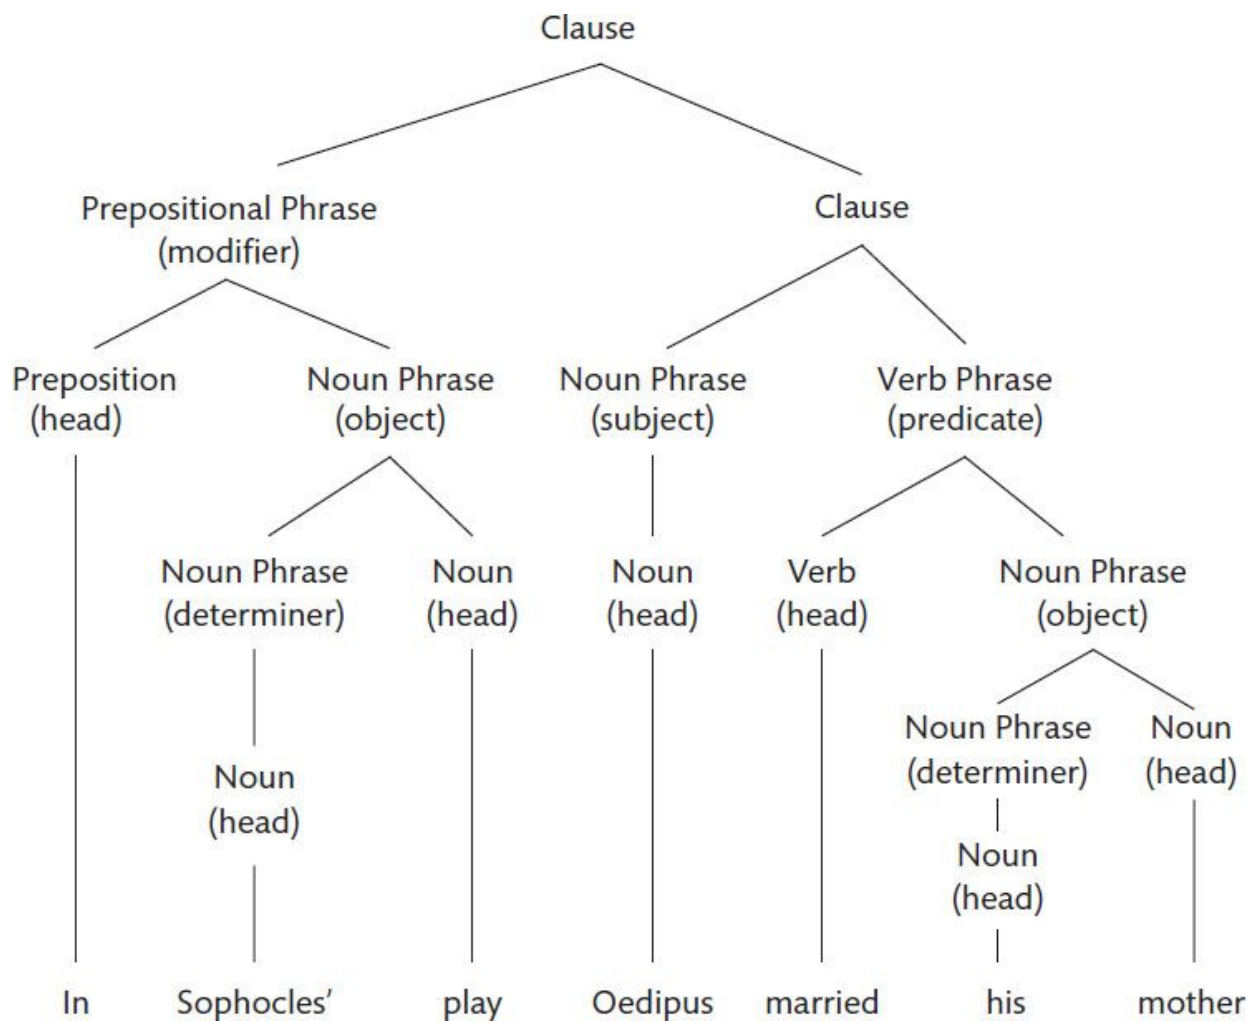 Clause
Prepositional Phrase
(modifier)
Clause
Preposition
(head)
Noun Phrase
(object)
Noun Phrase
(subject)
Verb Phrase
(predicate)
Noun Phrase
(determiner)
Noun
(head)
Noun
(head)
Verb
(head)
Noun Phrase
(object)
Noun Phrase
(determiner)
Noun
(head)
Noun
(head)
Noun
(head)
In Sophocles’ play Oedipus married his mother